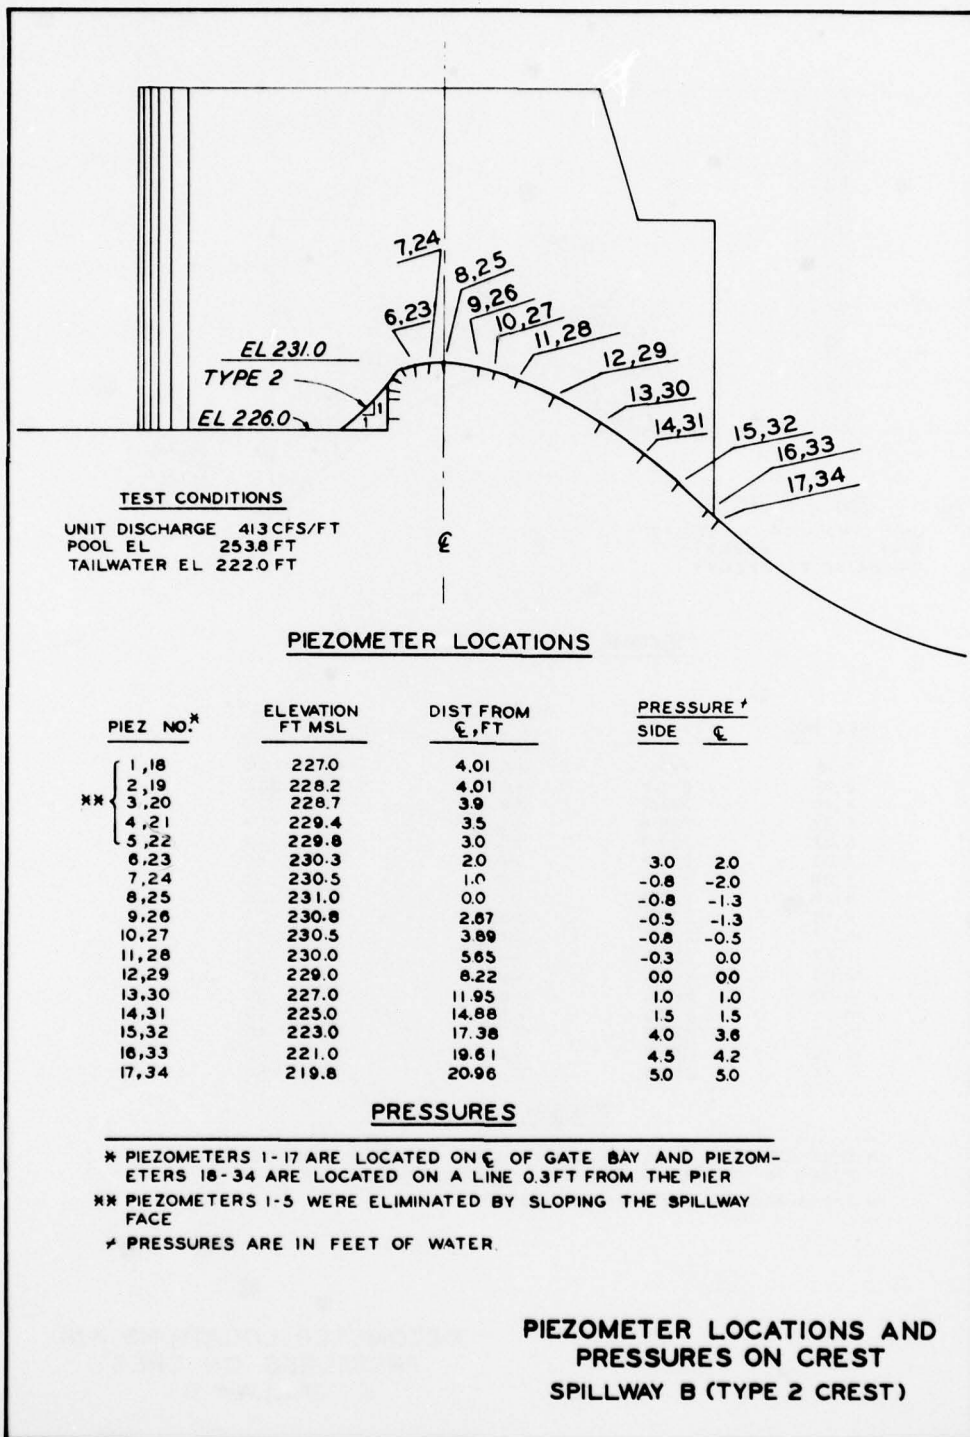 7,24
8,25
6,23
9,26
10,27
11,28
EL 231.0
TYPE 2
12,29
EL 226.0
1
1
13,30
14,31
15,32
16,33
17,34
TEST CONDITIONS
UNIT DISCHARGE 413 CFS/FT
POOL EL 253.8 FT
TAILWATER EL 222.0 FT
℄
PIEZOMETER LOCATIONS
PIEZ NO.* ELEVATION FT MSL DIST FROM ℄, FT PRESSURE ≁ SIDE ℄
1,18 227.0 4.01
2,19 228.2 4.01
** 3,20 228.7 3.9
4,21 229.4 3.5
5,22 229.8 3.0
6,23 230.3 2.0 3.0 2.0
7,24 230.5 1.0 -0.8 -2.0
8,25 231.0 0.0 -0.8 -1.3
9,26 230.8 2.67 -0.5 -1.3
10,27 230.5 3.89 -0.8 -0.5
11,28 230.0 5.65 -0.3 0.0
12,29 229.0 8.22 0.0 0.0
13,30 227.0 11.95 1.0 1.0
14,31 225.0 14.88 1.5 1.5
15,32 223.0 17.38 4.0 3.6
16,33 221.0 19.61 4.5 4.2
17,34 219.8 20.96 5.0 5.0
PRESSURES
* PIEZOMETERS 1-17 ARE LOCATED ON ℄ OF GATE BAY AND PIEZOM-
ETERS 18-34 ARE LOCATED ON A LINE 0.3 FT FROM THE PIER
** PIEZOMETERS 1-5 WERE ELIMINATED BY SLOPING THE SPILLWAY
FACE
≁ PRESSURES ARE IN FEET OF WATER.
PIEZOMETER LOCATIONS AND
PRESSURES ON CREST
SPILLWAY B (TYPE 2 CREST)